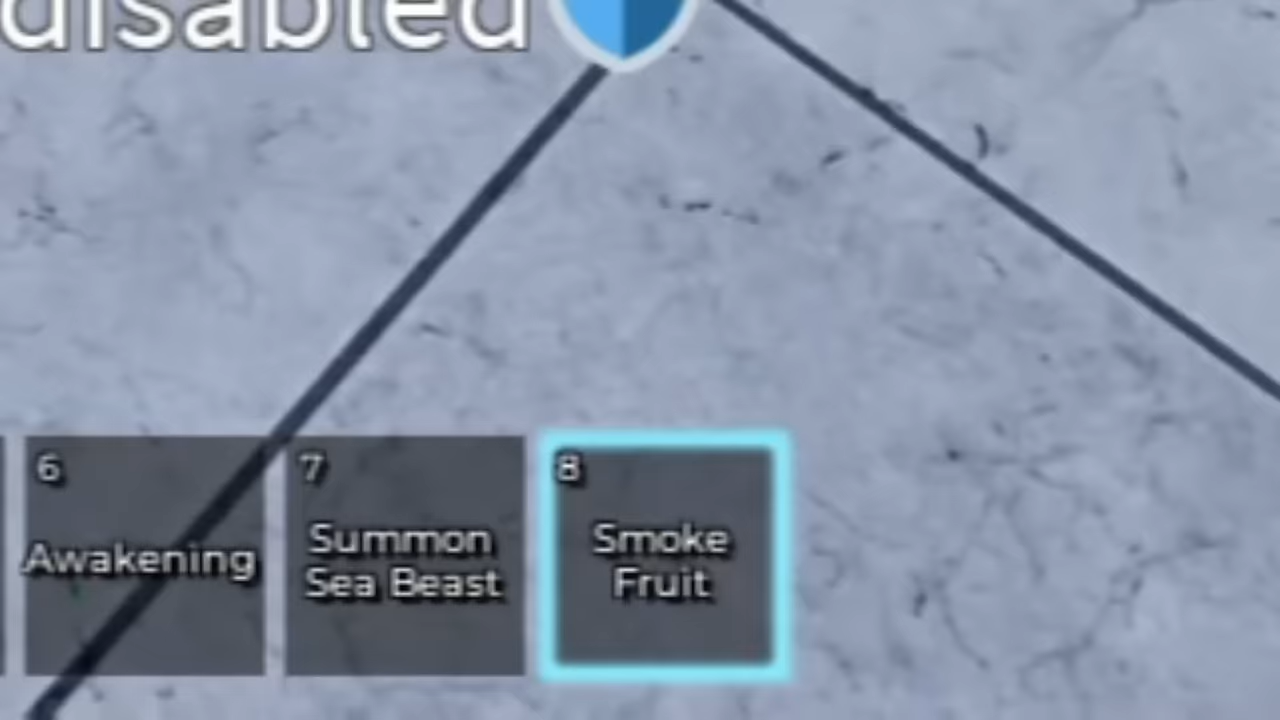 disabled
6
Awakening
7
Summon
Sea Beast
8
Smoke
Fruit